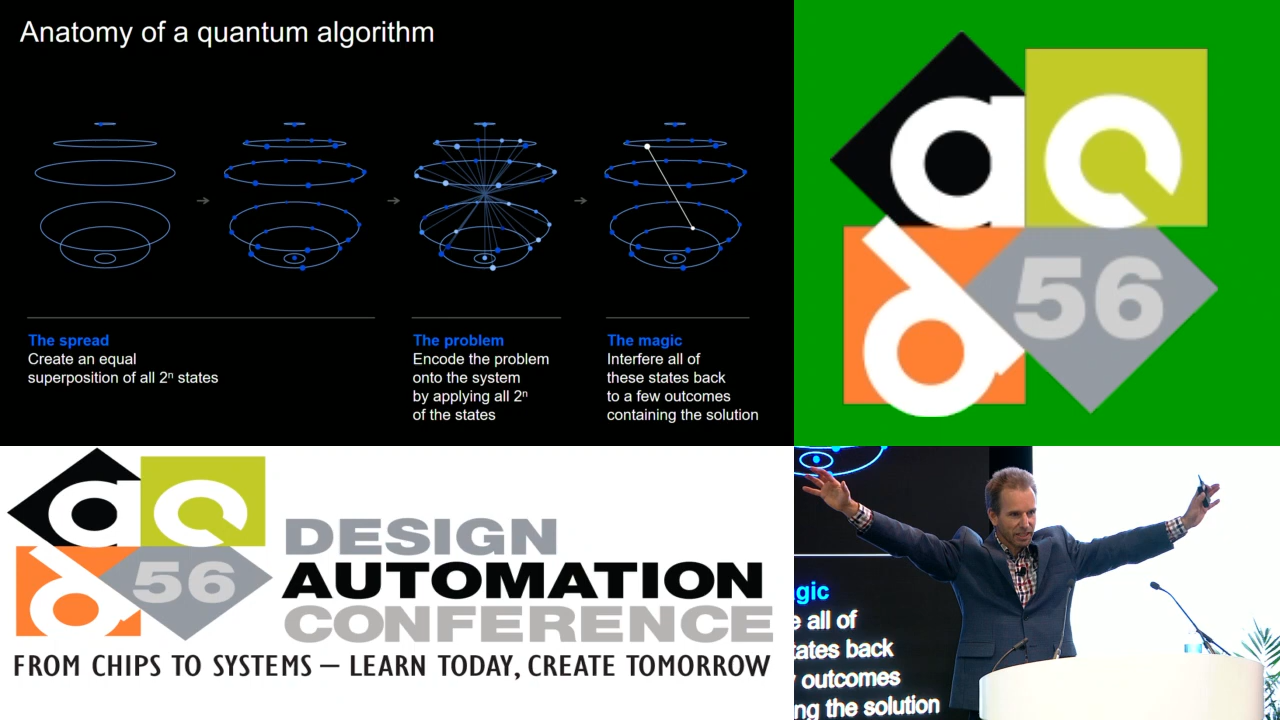 Anatomy of a quantum algorithm
The spread
Create an equal
superposition of all 2ⁿ states
The problem
Encode the problem
onto the system
by applying all 2ⁿ
of the states
The magic
Interfere all of
these states back
to a few outcomes
containing the solution
dac
56
dac
56
DESIGN
AUTOMATION
CONFERENCE
FROM CHIPS TO SYSTEMS — LEARN TODAY, CREATE TOMORROW
gic
all of
ates back
outcomes
ng the solution